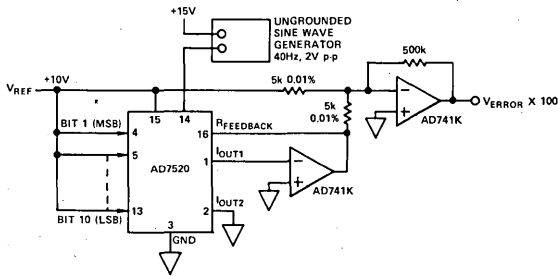 +15V
UNGROUNDED
SINE WAVE
GENERATOR
40Hz, 2V p-p
500k
VREF
+10V
5k 0.01%
5k
0.01%
VERROR X 100
AD741K
15
14
BIT 1 (MSB)
4
16
RFEEDBACK
5
AD7520
1
IOUT1
AD741K
BIT 10 (LSB)
13
2
IOUT2
3
GND